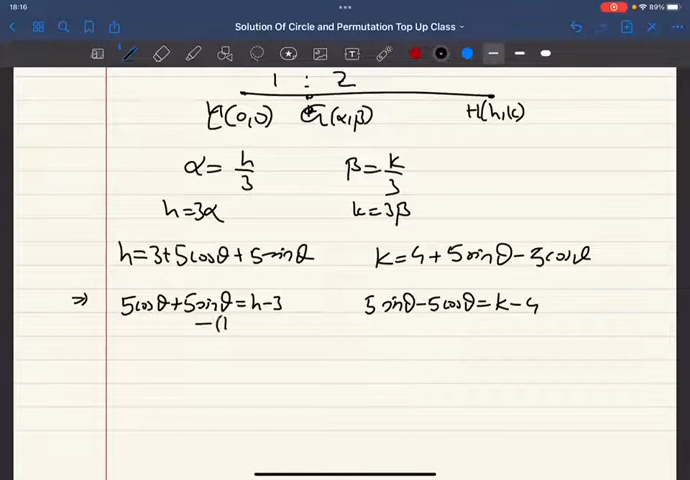 18:16
89%
Solution Of Circle and Permutation Top Up Class
1 : 2
(0,0) G(α,β) H(h,k)
α = h/3 β = k/3
h=3α k=3β
h=3+5cosθ+5sinθ k=4+5sinθ-5cosθ
⇒ 5cosθ+5sinθ=h-3 5sinθ-5cosθ=k-4
—(1